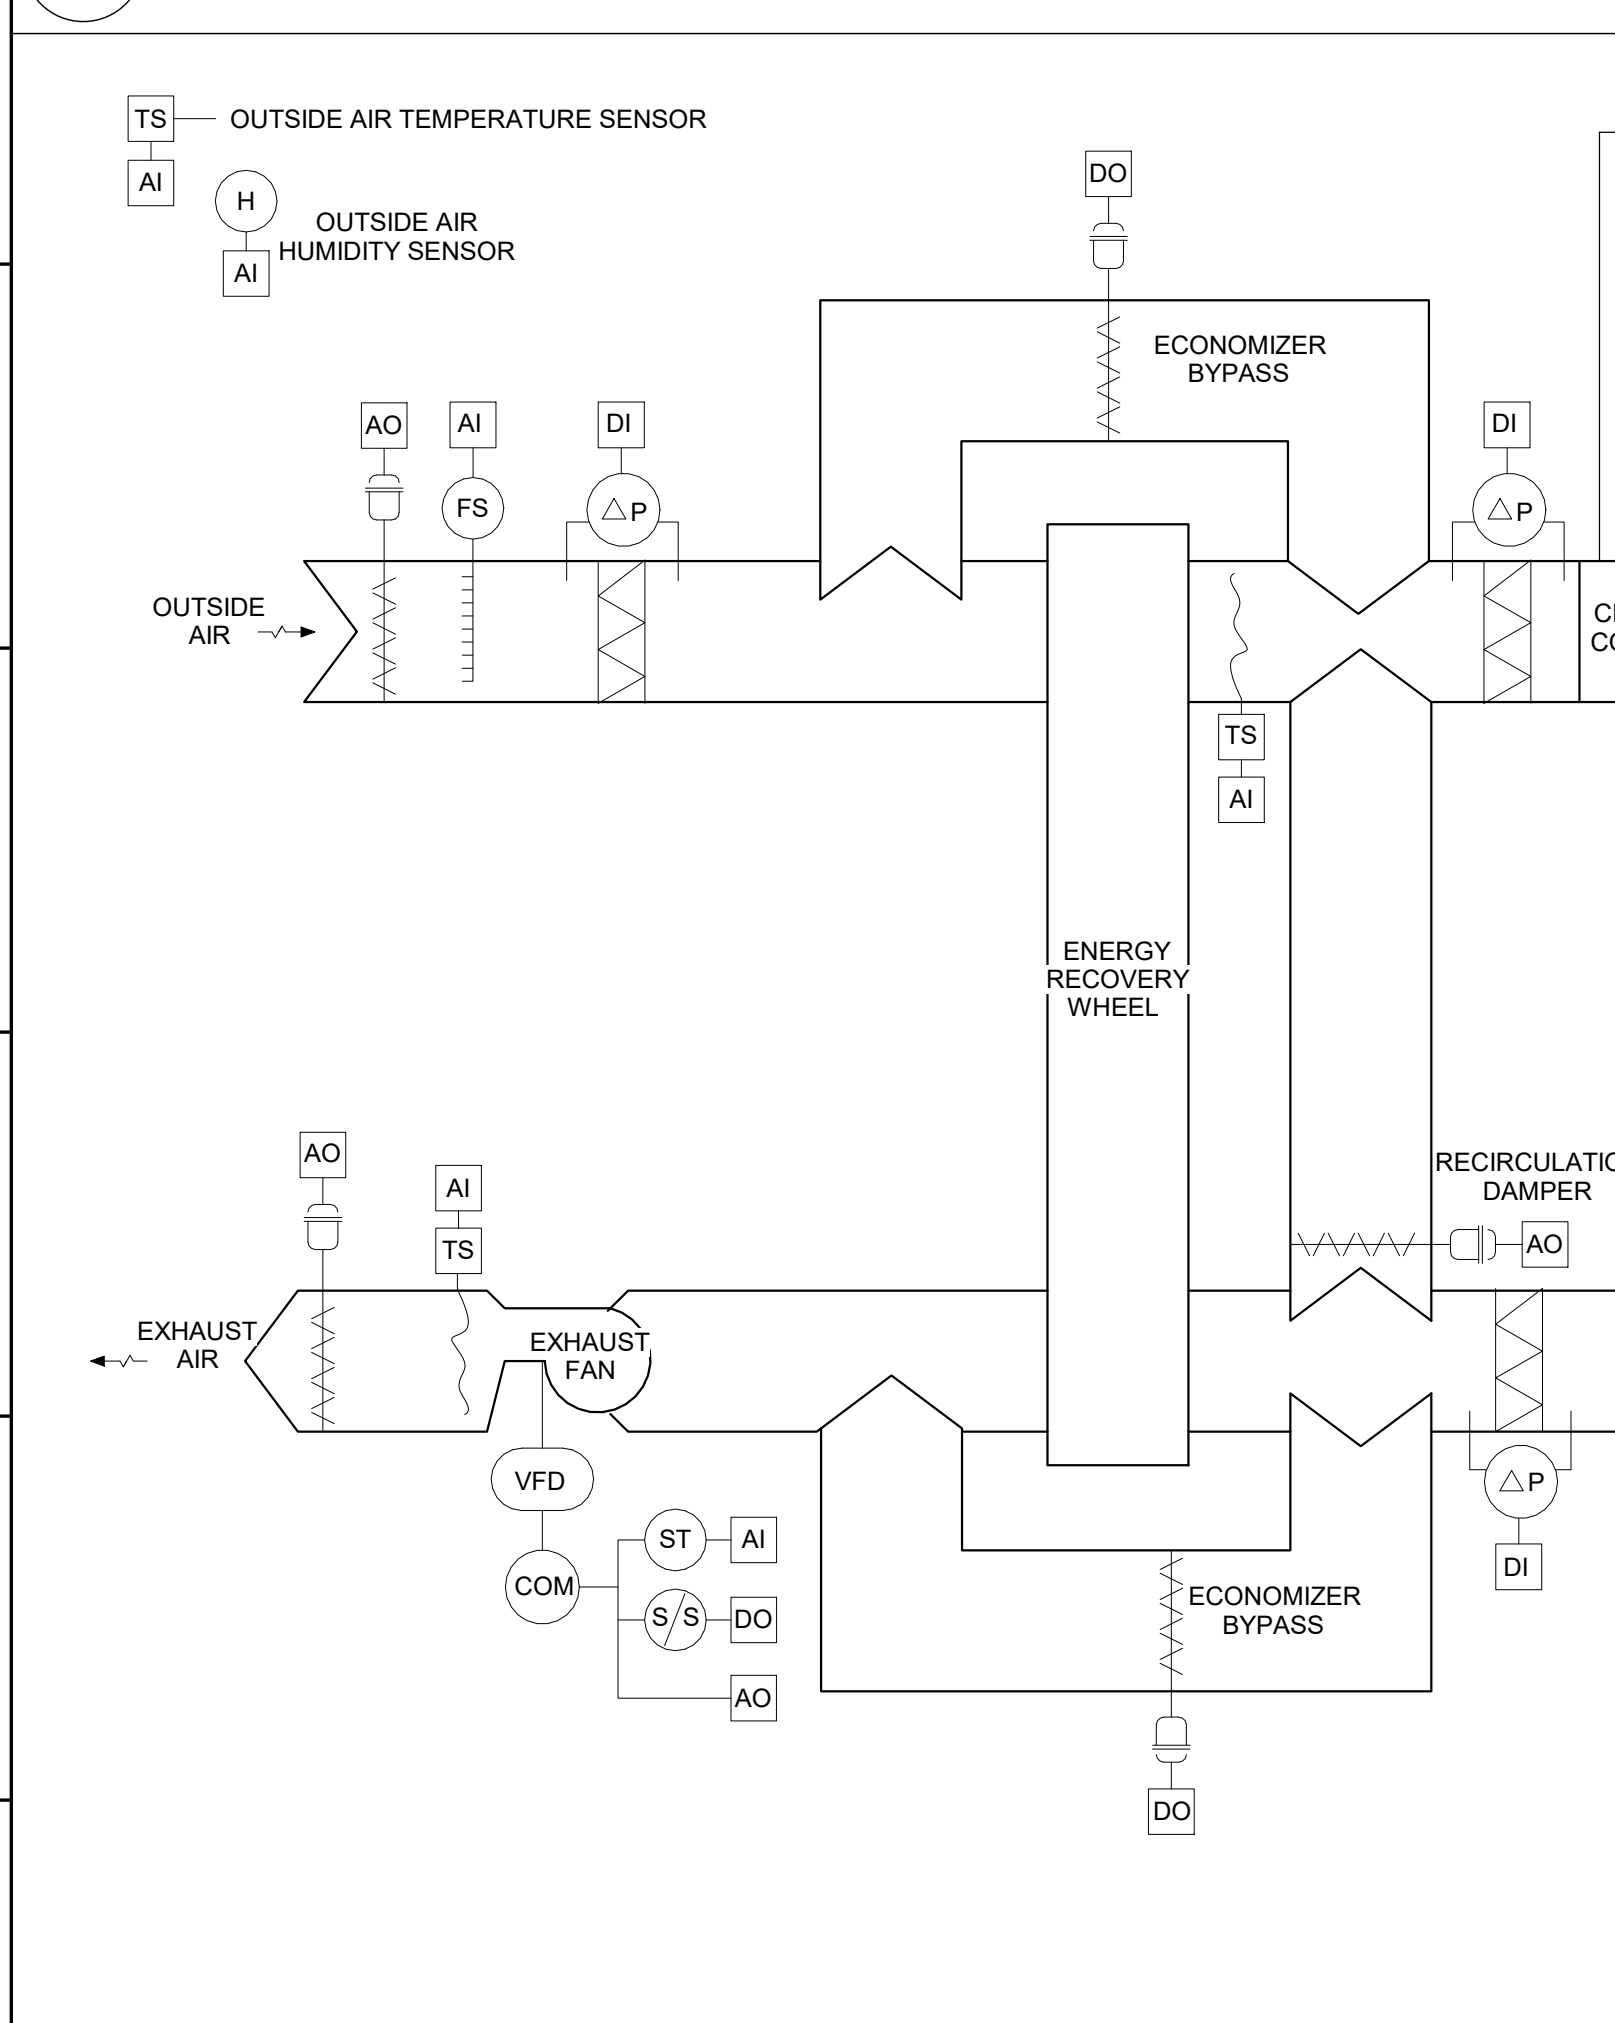 TS
OUTSIDE AIR TEMPERATURE SENSOR
AI
H
OUTSIDE AIR
HUMIDITY SENSOR
AI
DO
ECONOMIZER
BYPASS
AO
AI
DI
DI
FS
△P
△P
OUTSIDE
AIR
TS
AI
ENERGY
RECOVERY
WHEEL
AO
AI
TS
DAMPER
AO
EXHAUST
AIR
EXHAUST
FAN
VFD
△P
ST
AI
COM
DI
S/S
DO
ECONOMIZER
BYPASS
AO
DO